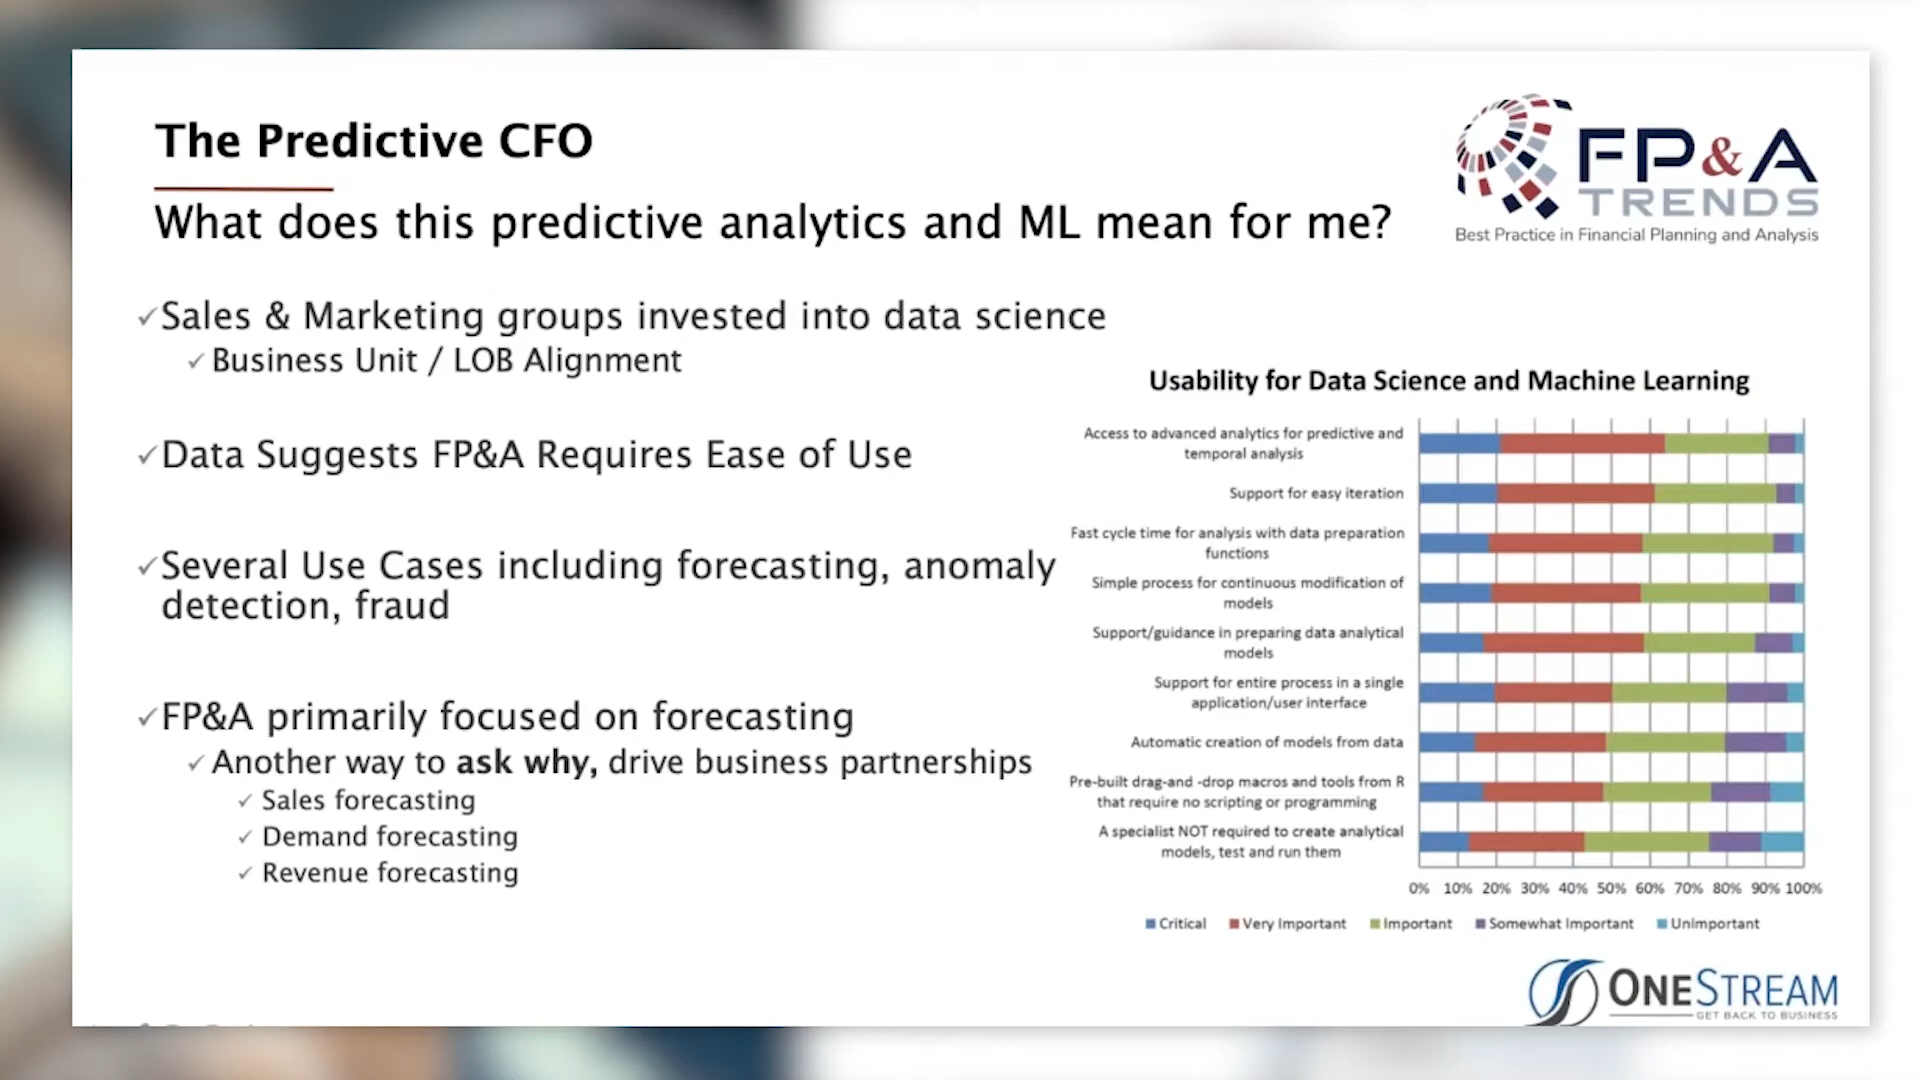 The Predictive CFO
What does this predictive analytics and ML mean for me?
FP&A
TRENDS
Best Practice in Financial Planning and Analysis
✓Sales & Marketing groups invested into data science
✓Business Unit / LOB Alignment
✓Data Suggests FP&A Requires Ease of Use
✓Several Use Cases including forecasting, anomaly
detection, fraud
✓FP&A primarily focused on forecasting
✓Another way to ask why, drive business partnerships
✓Sales forecasting
✓Demand forecasting
✓Revenue forecasting
Usability for Data Science and Machine Learning
Access to advanced analytics for predictive and
temporal analysis
Support for easy iteration
Fast cycle time for analysis with data preparation
functions
Simple process for continuous modification of
models
Support/guidance in preparing data analytical
models
Support for entire process in a single
application/user interface
Automatic creation of models from data
Pre-built drag-and -drop macros and tools from R
that require no scripting or programming
A specialist NOT required to create analytical
models, test and run them
0% 10% 20% 30% 40% 50% 60% 70% 80% 90% 100%
Critical Very Important Important Somewhat Important Unimportant
ONESTREAM
GET BACK TO BUSINESS